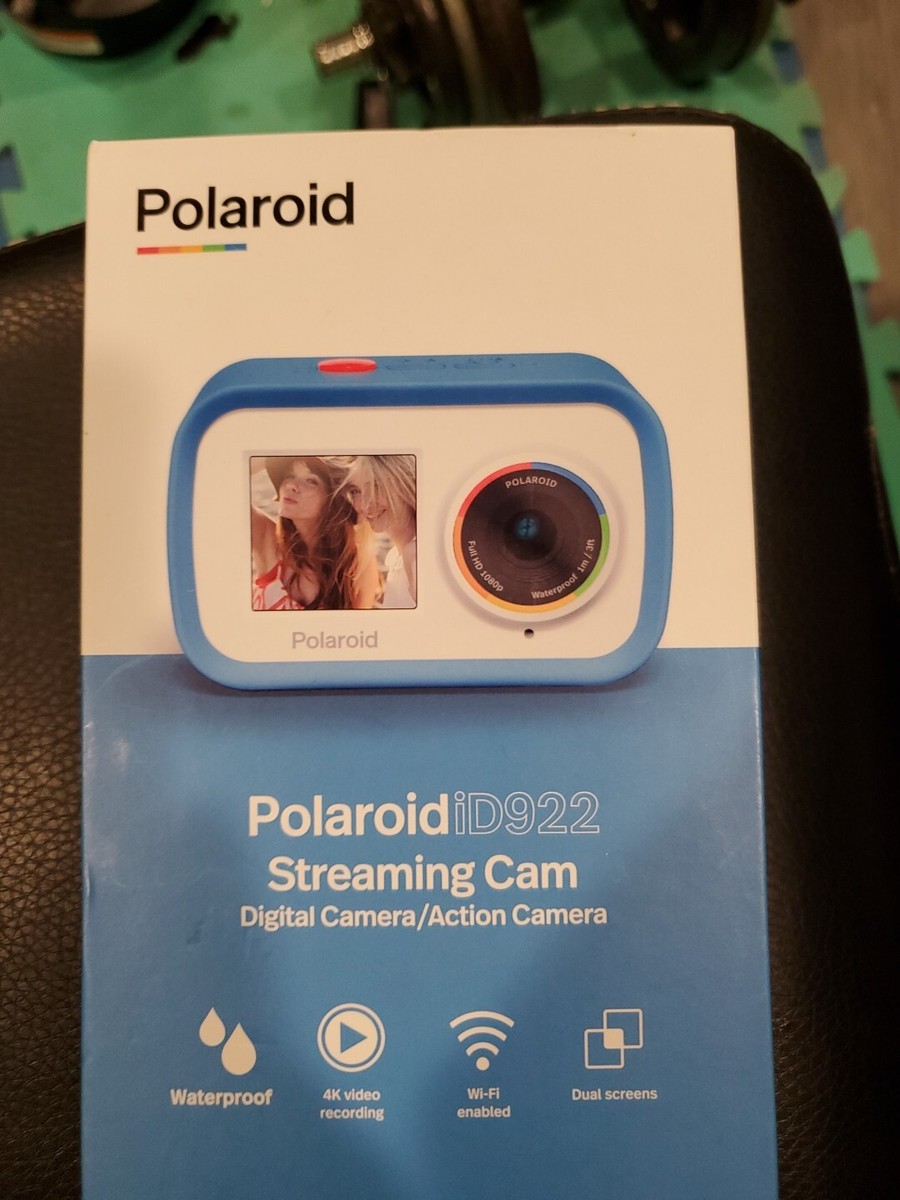 Polaroid
POLAROID
Full HD 1080p
Waterproof 1m / 3ft
Polaroid
Polaroid iD922
Streaming Cam
Digital Camera/Action Camera
Waterproof
4K video
recording
Wi-Fi
enabled
Dual screens